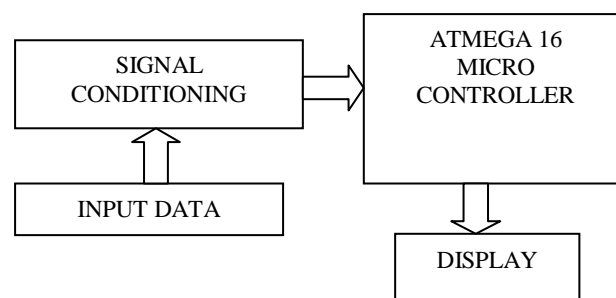 SIGNAL
CONDITIONING
ATMEGA 16
MICRO
CONTROLLER
INPUT DATA
DISPLAY